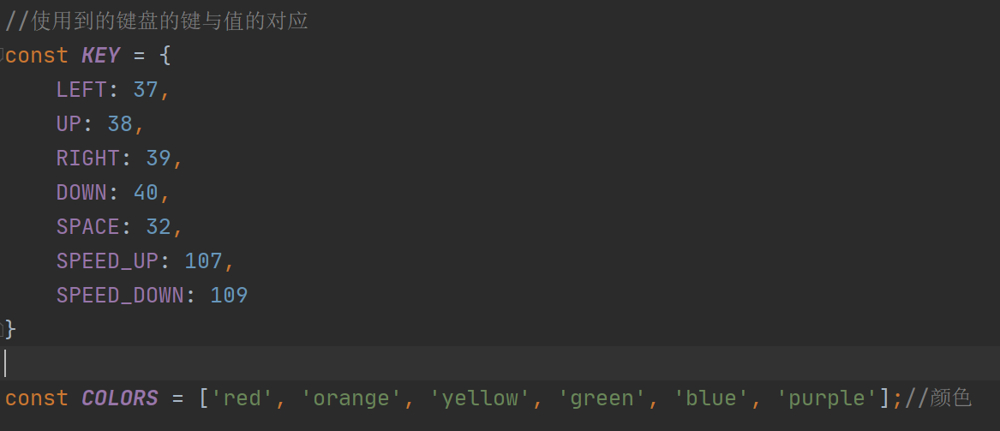 //使用到的键盘的键与值的对应
const KEY = {
    LEFT: 37,
    UP: 38,
    RIGHT: 39,
    DOWN: 40,
    SPACE: 32,
    SPEED_UP: 107,
    SPEED_DOWN: 109
}
const COLORS = ['red', 'orange', 'yellow', 'green', 'blue', 'purple'];//颜色